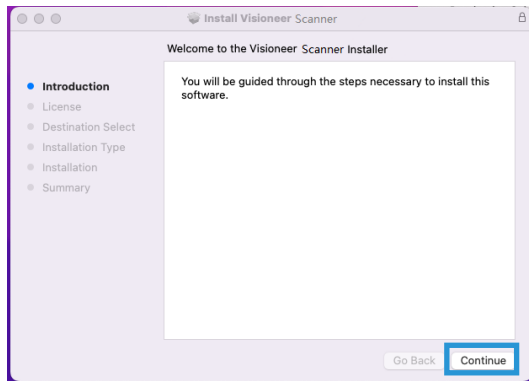 Install Visioneer Scanner
Welcome to the Visioneer Scanner Installer
Introduction
License
Destination Select
Installation Type
Installation
Summary
You will be guided through the steps necessary to install this
software.
Go Back
Continue